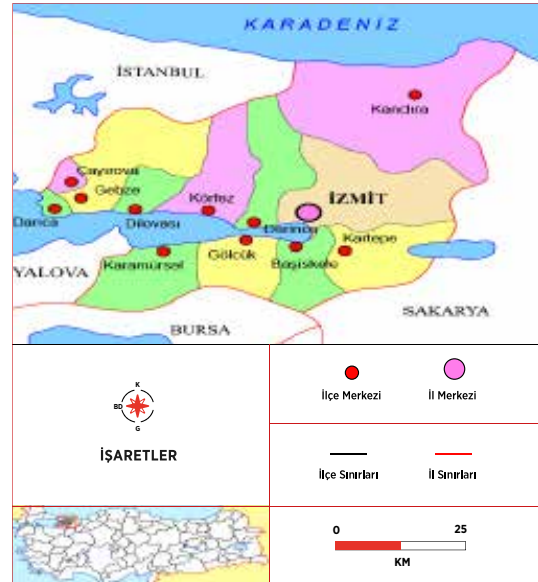 KARADENİZ
İSTANBUL
Kandıra
Çayırova
Gebze
Körfez
İZMİT
Darıca
Dilovası
Derince
Kartepe
Gölcük
Başiskele
Karamürsel
YALOVA
SAKARYA
BURSA
K
BD
G
İŞARETLER
İlçe Merkezi
İl Merkezi
İlçe Sınırları
İl Sınırları
0 25
KM